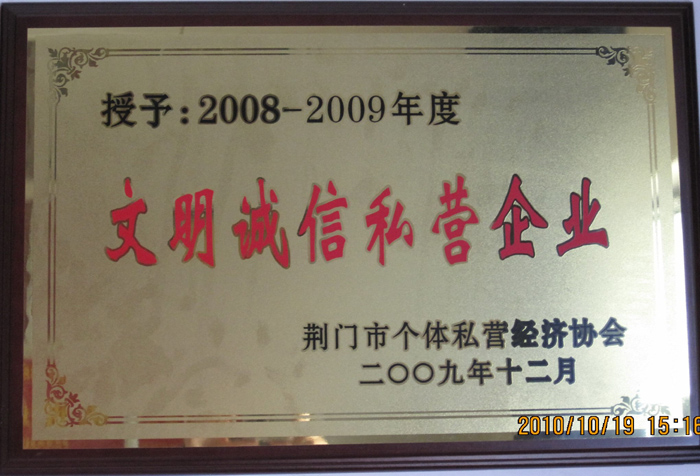 授予：2008-2009年度
文明诚信私营企业
荆门市个体私营经济协会
二〇〇九年十二月
2010/10/19 15:16